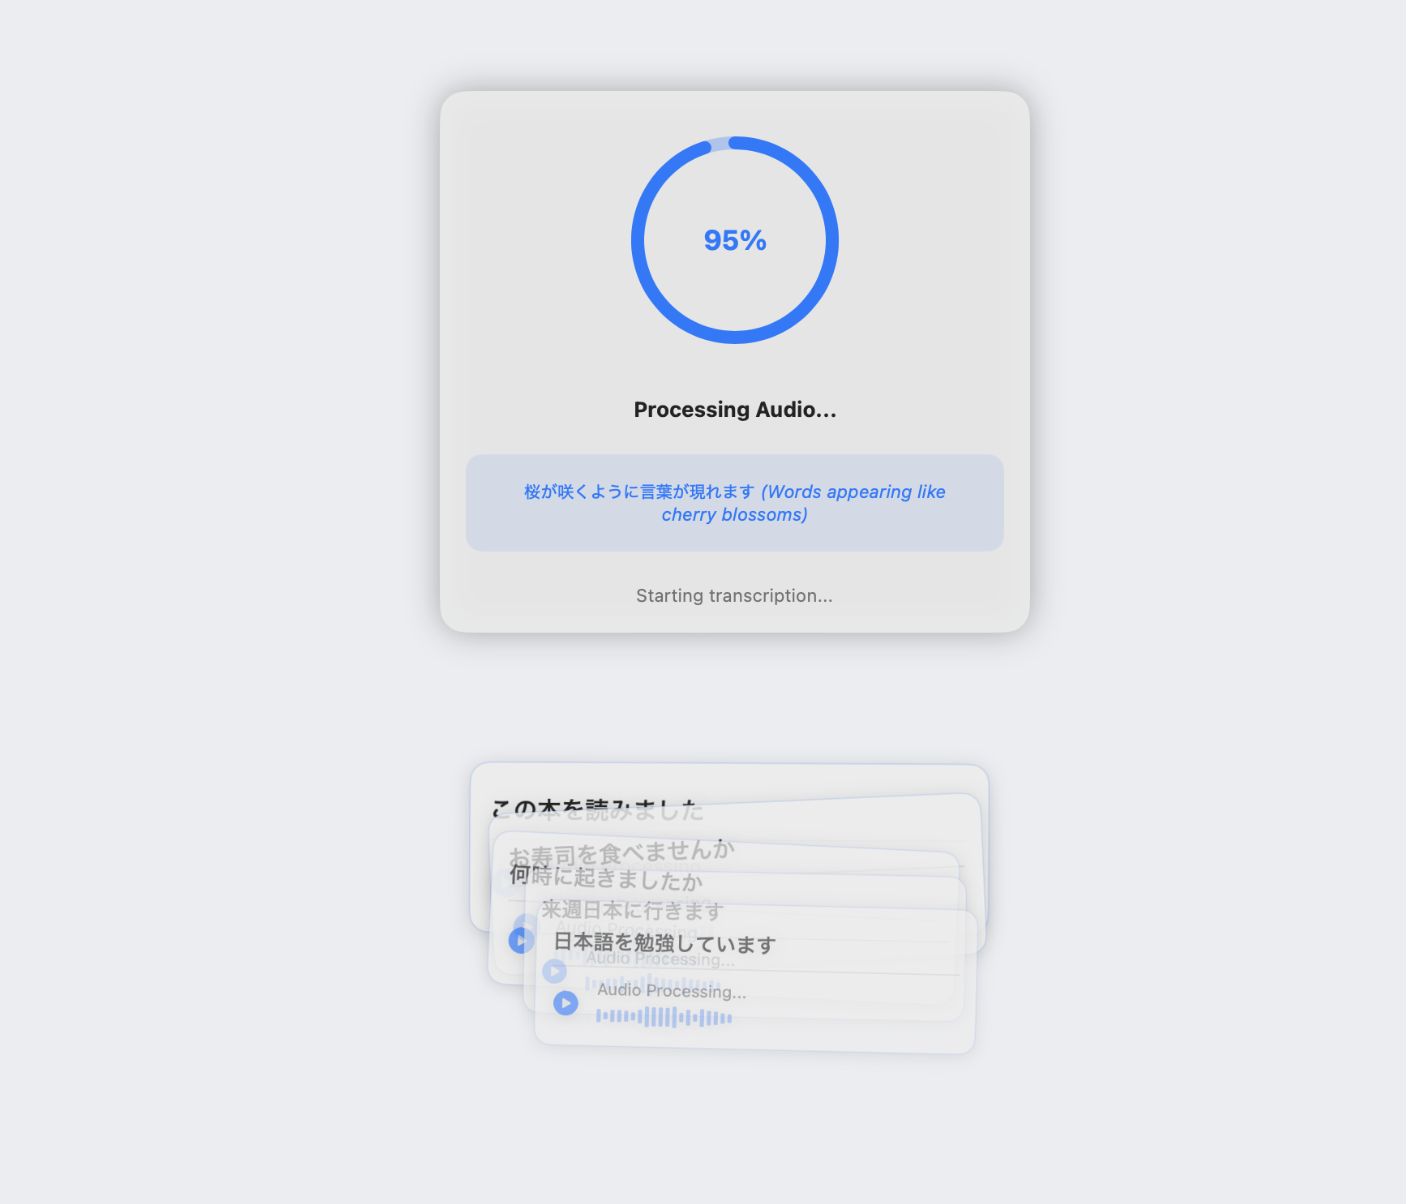 95%
Processing Audio...
桜が咲くように言葉が現れます (Words appearing like
cherry blossoms)
Starting transcription...
この本を読みました
お寿司を食べませんか
何時に起きましたか
来週日本に行きます
Audio Processing...
日本語を勉強しています
Audio Processing...
Audio Processing...